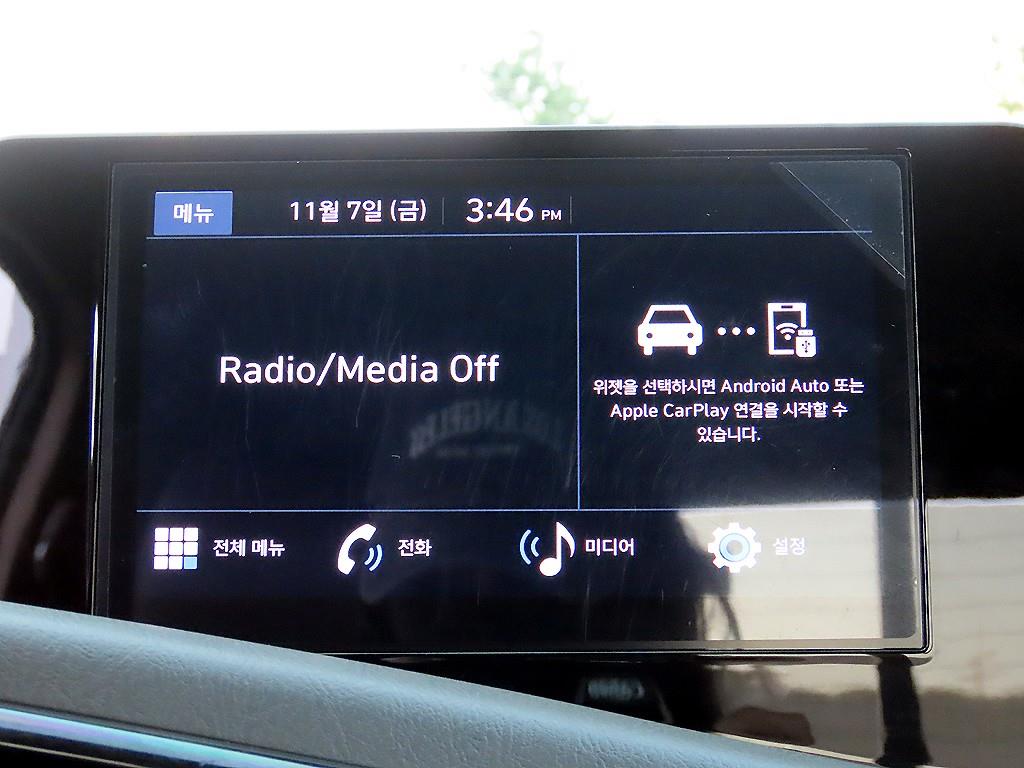 메뉴
11월 7일 (금)
3:46 PM
Radio/Media Off
위젯을 선택하시면 Android Auto 또는
Apple CarPlay 연결을 시작할 수
있습니다.
전체 메뉴
전화
미디어
설정